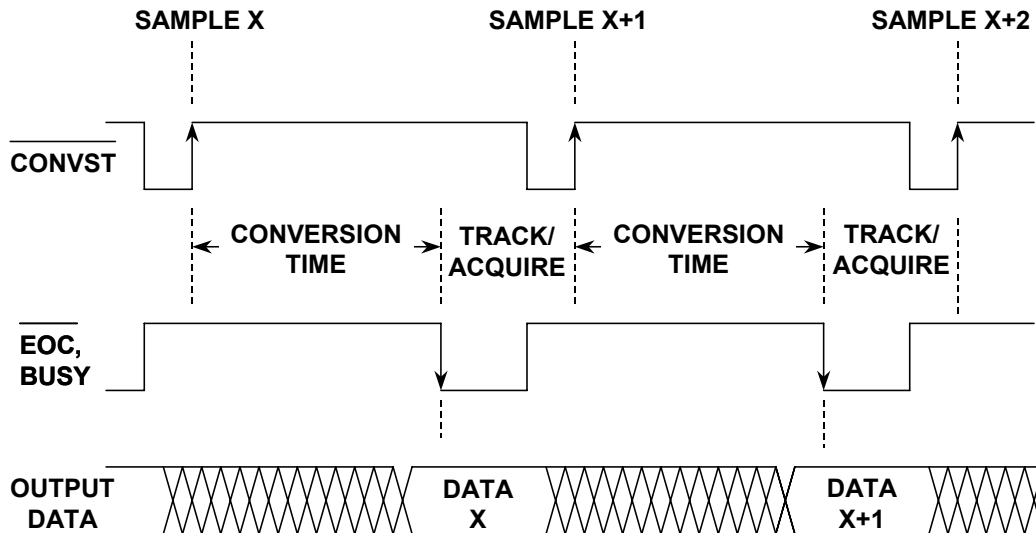 SAMPLE X
SAMPLE X+1
SAMPLE X+2
CONVST
CONVERSION
TIME
TRACK/
ACQUIRE
CONVERSION
TIME
TRACK/
ACQUIRE
EOC,
BUSY
OUTPUT
DATA
DATA
X
DATA
X+1